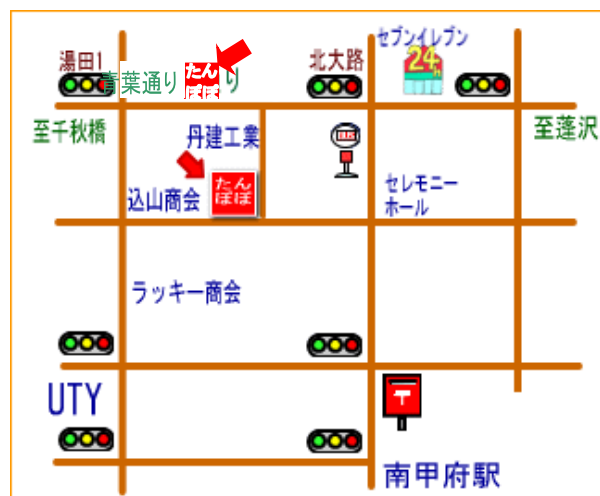 セブンイレブン
24H
湯田1
北大路
青葉通り
たん
ぽぽ
り
至千秋橋
至蓬沢
丹建工業
込山商会
たん
ぽぽ
セレモニー
ホール
ラッキー商会
UTY
〒
南甲府駅